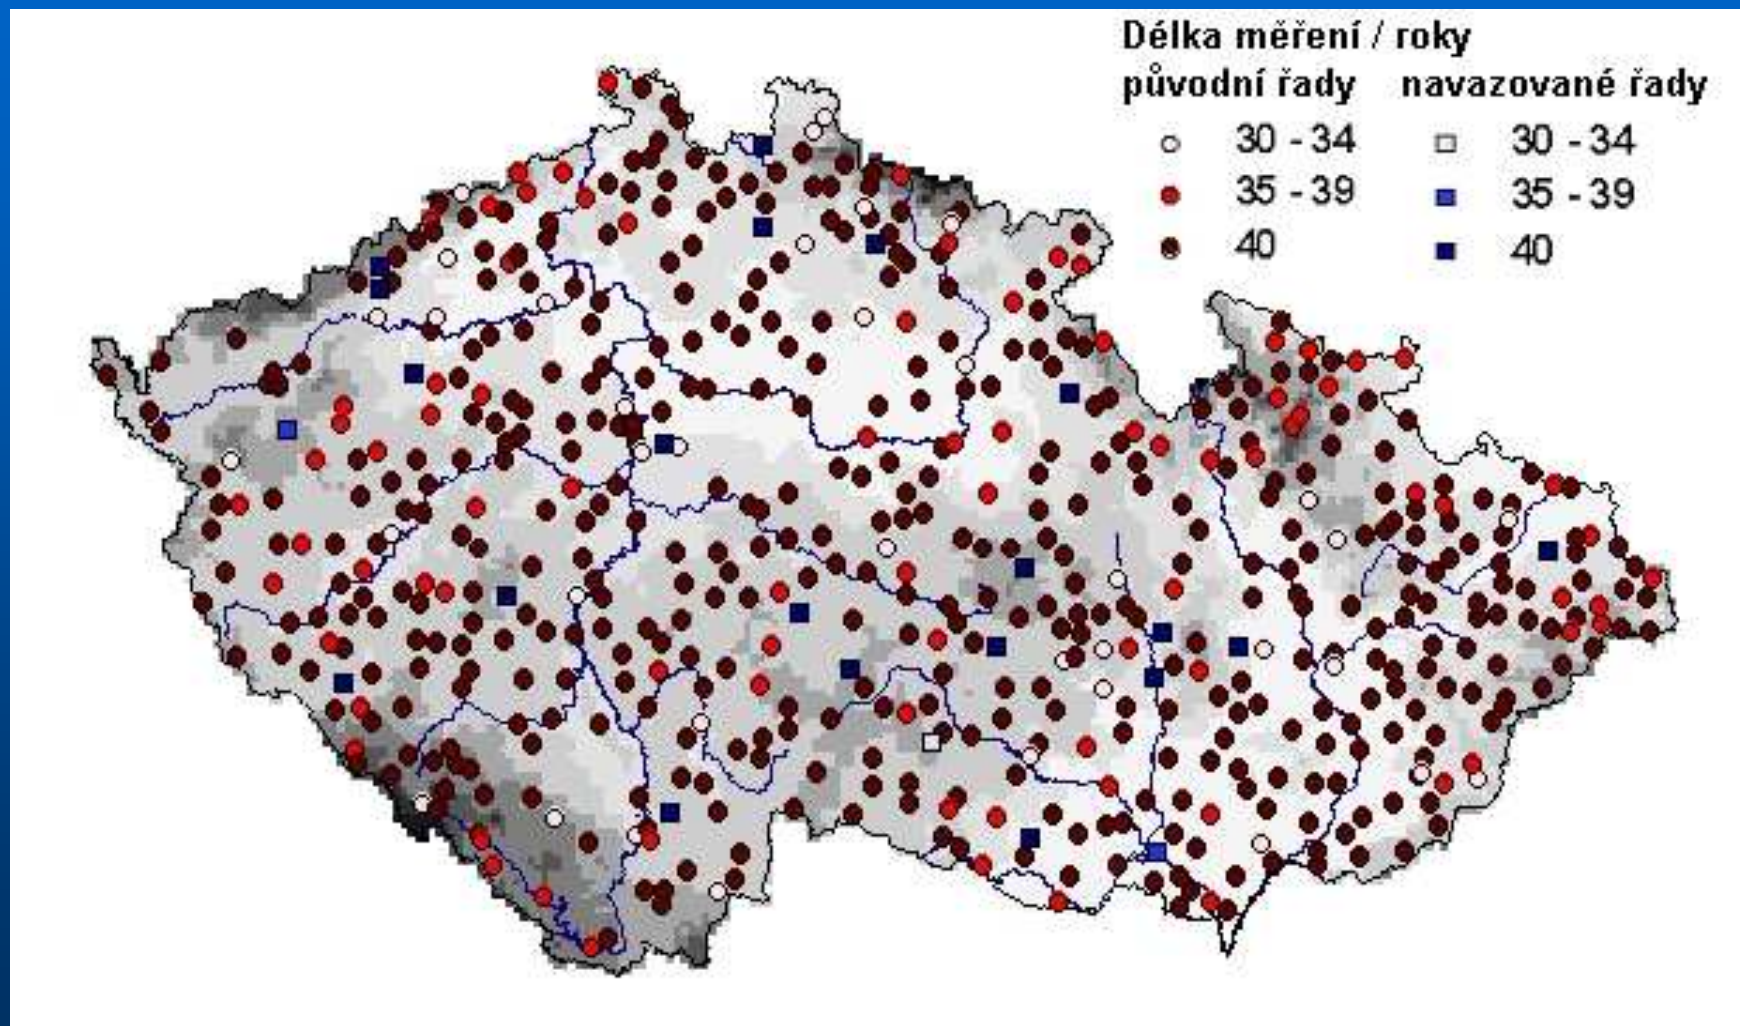 Délka měření / roky
původní řady navazované řady
30 - 34 30 - 34
35 - 39 35 - 39
40 40